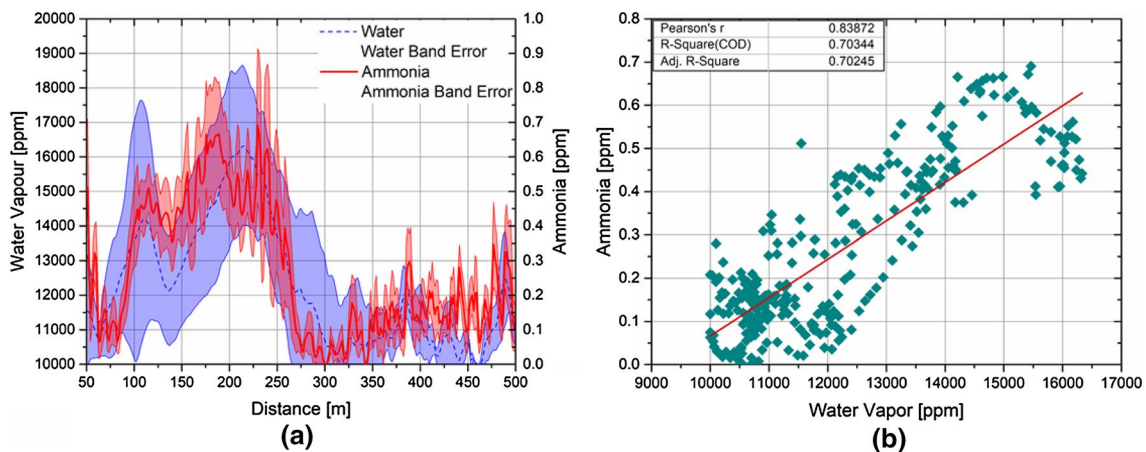 20000
19000
18000
17000
16000
15000
14000
13000
12000
11000
10000
Water Vapour [ppm]
Water
Water Band Error
Ammonia
Ammonia Band Error
1.0
0.9
0.8
0.7
0.6
0.5
0.4
0.3
0.2
0.1
0.0
Ammonia [ppm]
50 100 150 200 250 300 350 400 450 500
Distance [m]
(a)
Pearson's r 0.83872
R-Square(COD) 0.70344
Adj. R-Square 0.70245
0.8
0.7
0.6
0.5
0.4
0.3
0.2
0.1
0.0
Ammonia [ppm]
9000 10000 11000 12000 13000 14000 15000 16000 17000
Water Vapor [ppm]
(b)